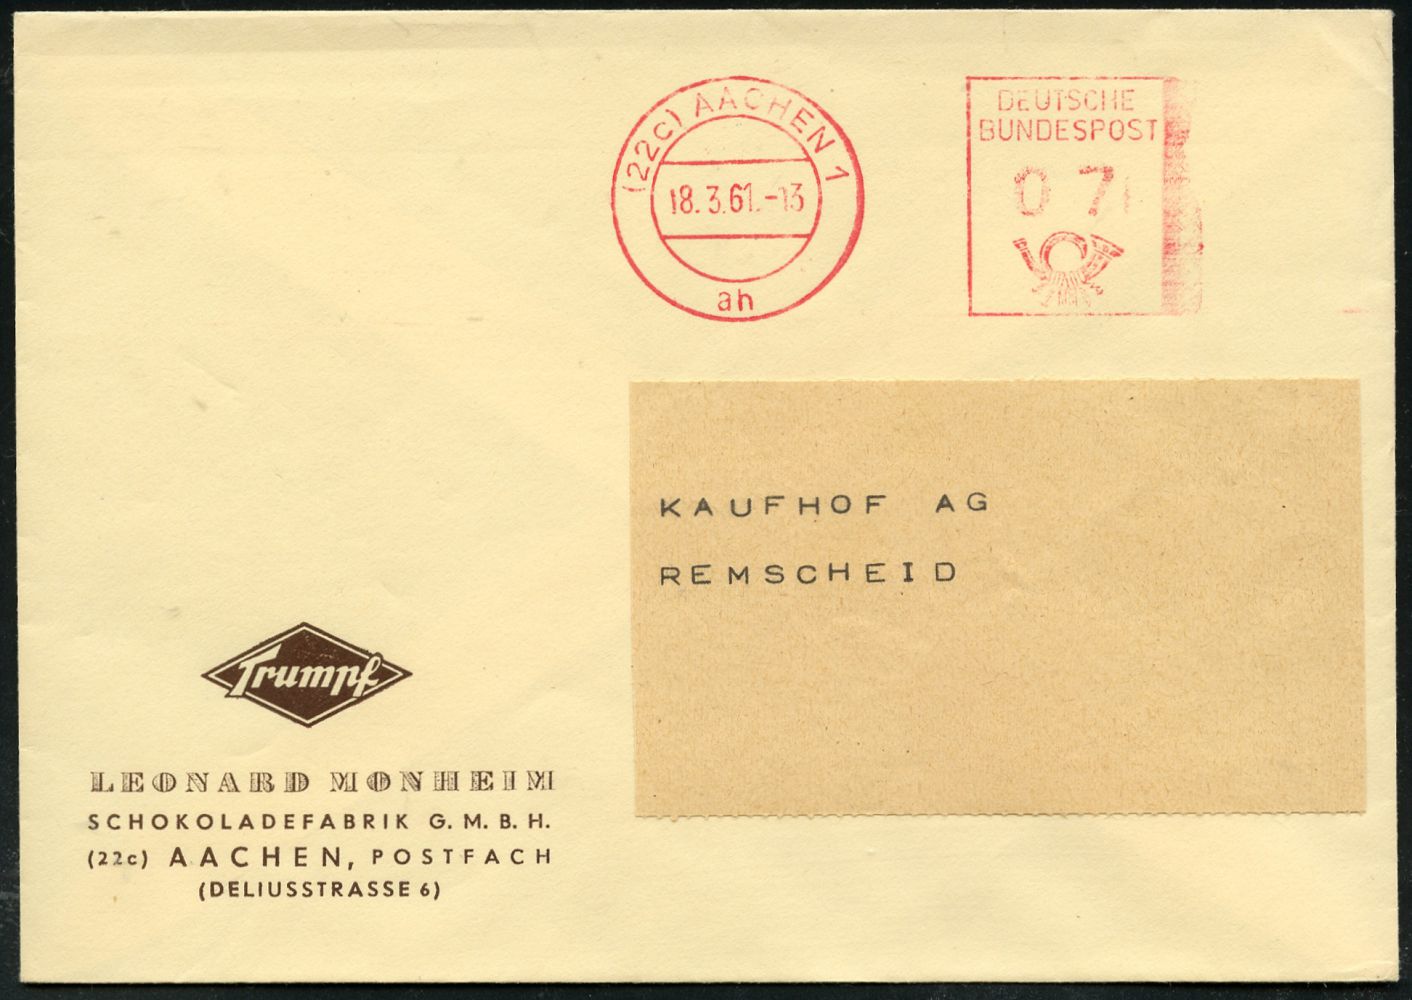 (22c) AACHEN 1
18.3.61.-13
ah
DEUTSCHE
BUNDESPOST
0 7
KAUFHOF AG
REMSCHEID
Trumpf
LEONARD MONHEIM
SCHOKOLADEFABRIK G. M. B. H.
(22c) AACHEN, POSTFACH
(DELIUSSTRASSE 6)